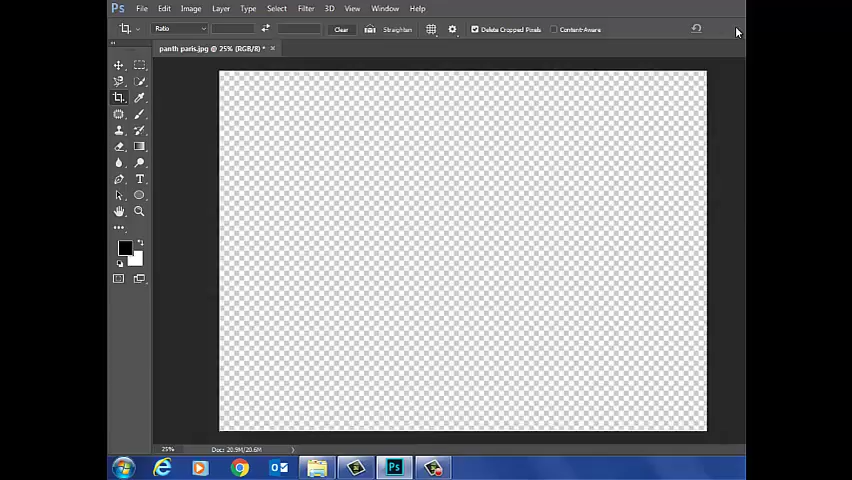 Ps File Edit Image Layer Type Select Filter 3D View Window Help
Ratio Clear Straighten Delete Cropped Pixels Content-Aware
panth paris.jpg @ 25% (RGB/8) * ×
T
25% Doc: 20.9M/20.6M
Ps